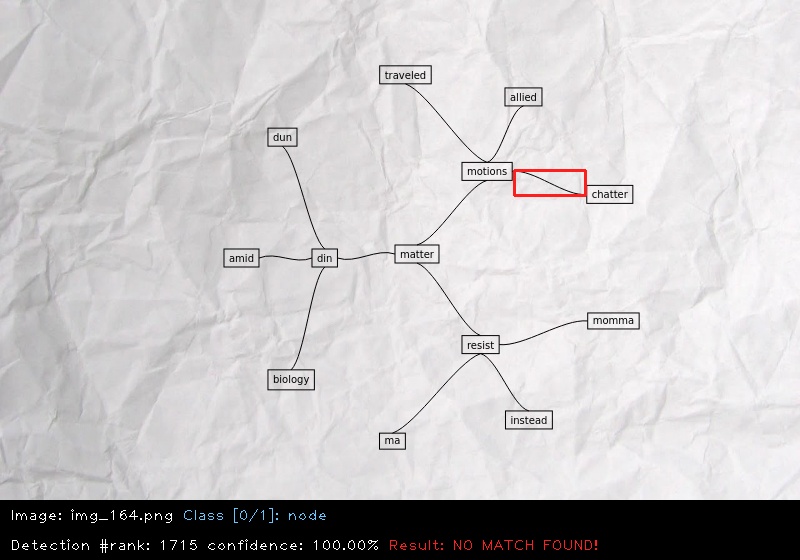 traveled
allied
dun
motions
chatter
matter
amid
din
momma
resist
biology
instead
ma
Image: img_164.png Class [0/1]: node
Detection #rank: 1715 confidence: 100.00% Result: NO MATCH FOUND!